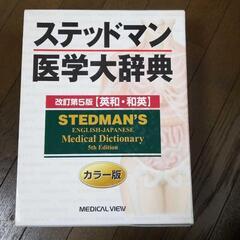 ステッドマン
医学大辞典
改訂第5版【英和・和英】
STEDMAN'S
ENGLISH-JAPANESE
Medical Dictionary
5th Edition
カラー版
MEDICAL VIEW